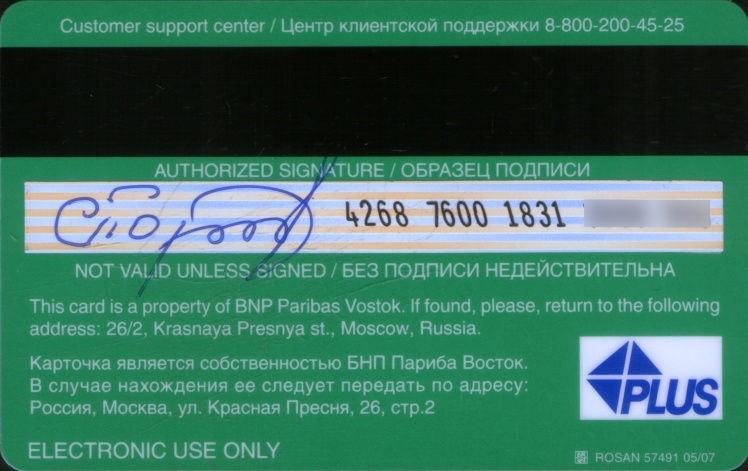 Customer support center / Центр клиентской поддержки 8-800-200-45-25
AUTHORIZED SIGNATURE / ОБРАЗЕЦ ПОДПИСИ
4268 7600 1831
NOT VALID UNLESS SIGNED / БЕЗ ПОДПИСИ НЕДЕЙСТВИТЕЛЬНА
This card is a property of BNP Paribas Vostok. If found, please, return to the following
address: 26/2, Krasnaya Presnya st., Moscow, Russia.
Карточка является собственностью БНП Париба Восток.
В случае нахождения ее следует передать по адресу:
Россия, Москва, ул. Красная Пресня, 26, стр.2
PLUS
ELECTRONIC USE ONLY
ROSAN 57491 05/07